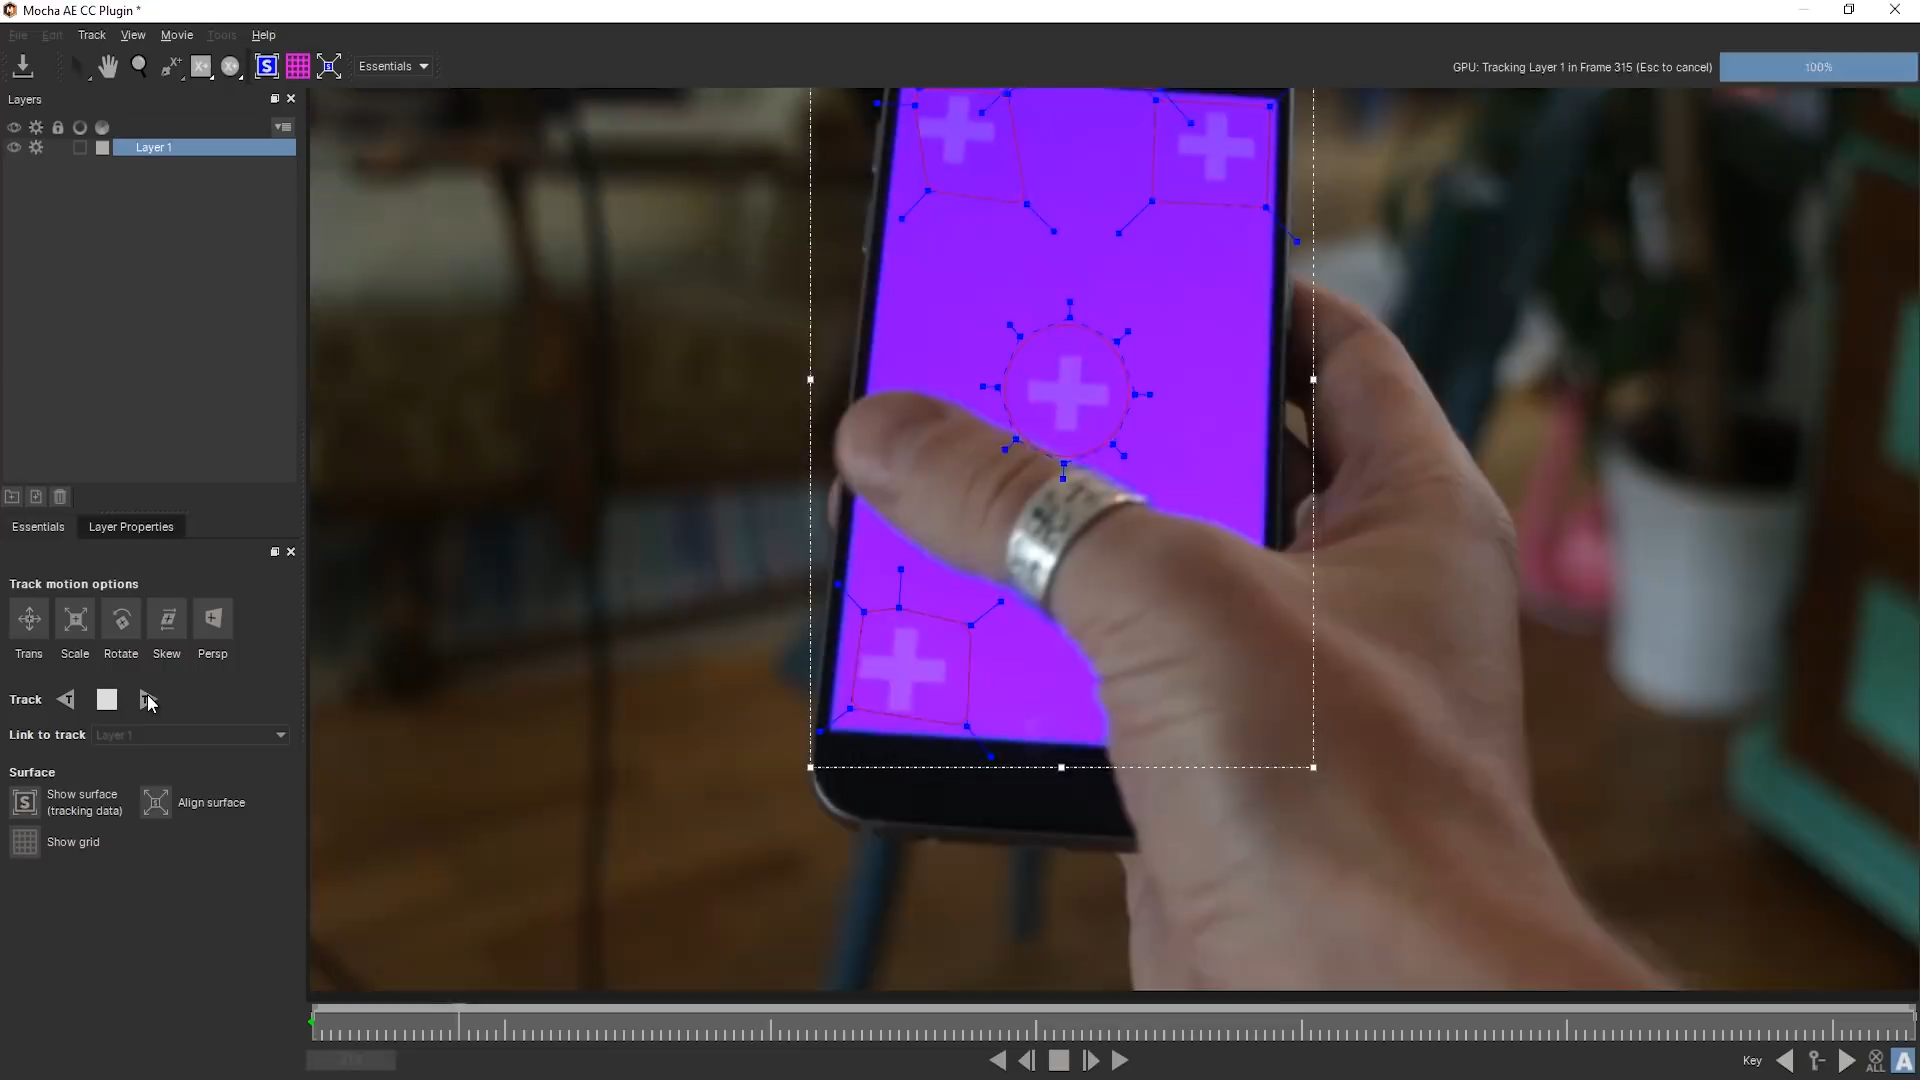 Mocha AE CC Plugin *
File Edit Track View Movie Tools Help
Essentials
GPU: Tracking Layer 1 in Frame 315 (Esc to cancel) 100%
Layers
Layer 1
Essentials Layer Properties
Track motion options
Trans Scale Rotate Skew Persp
Track
Link to track Layer 1
Surface
Show surface
(tracking data)
Align surface
Show grid
Key
ALL
A